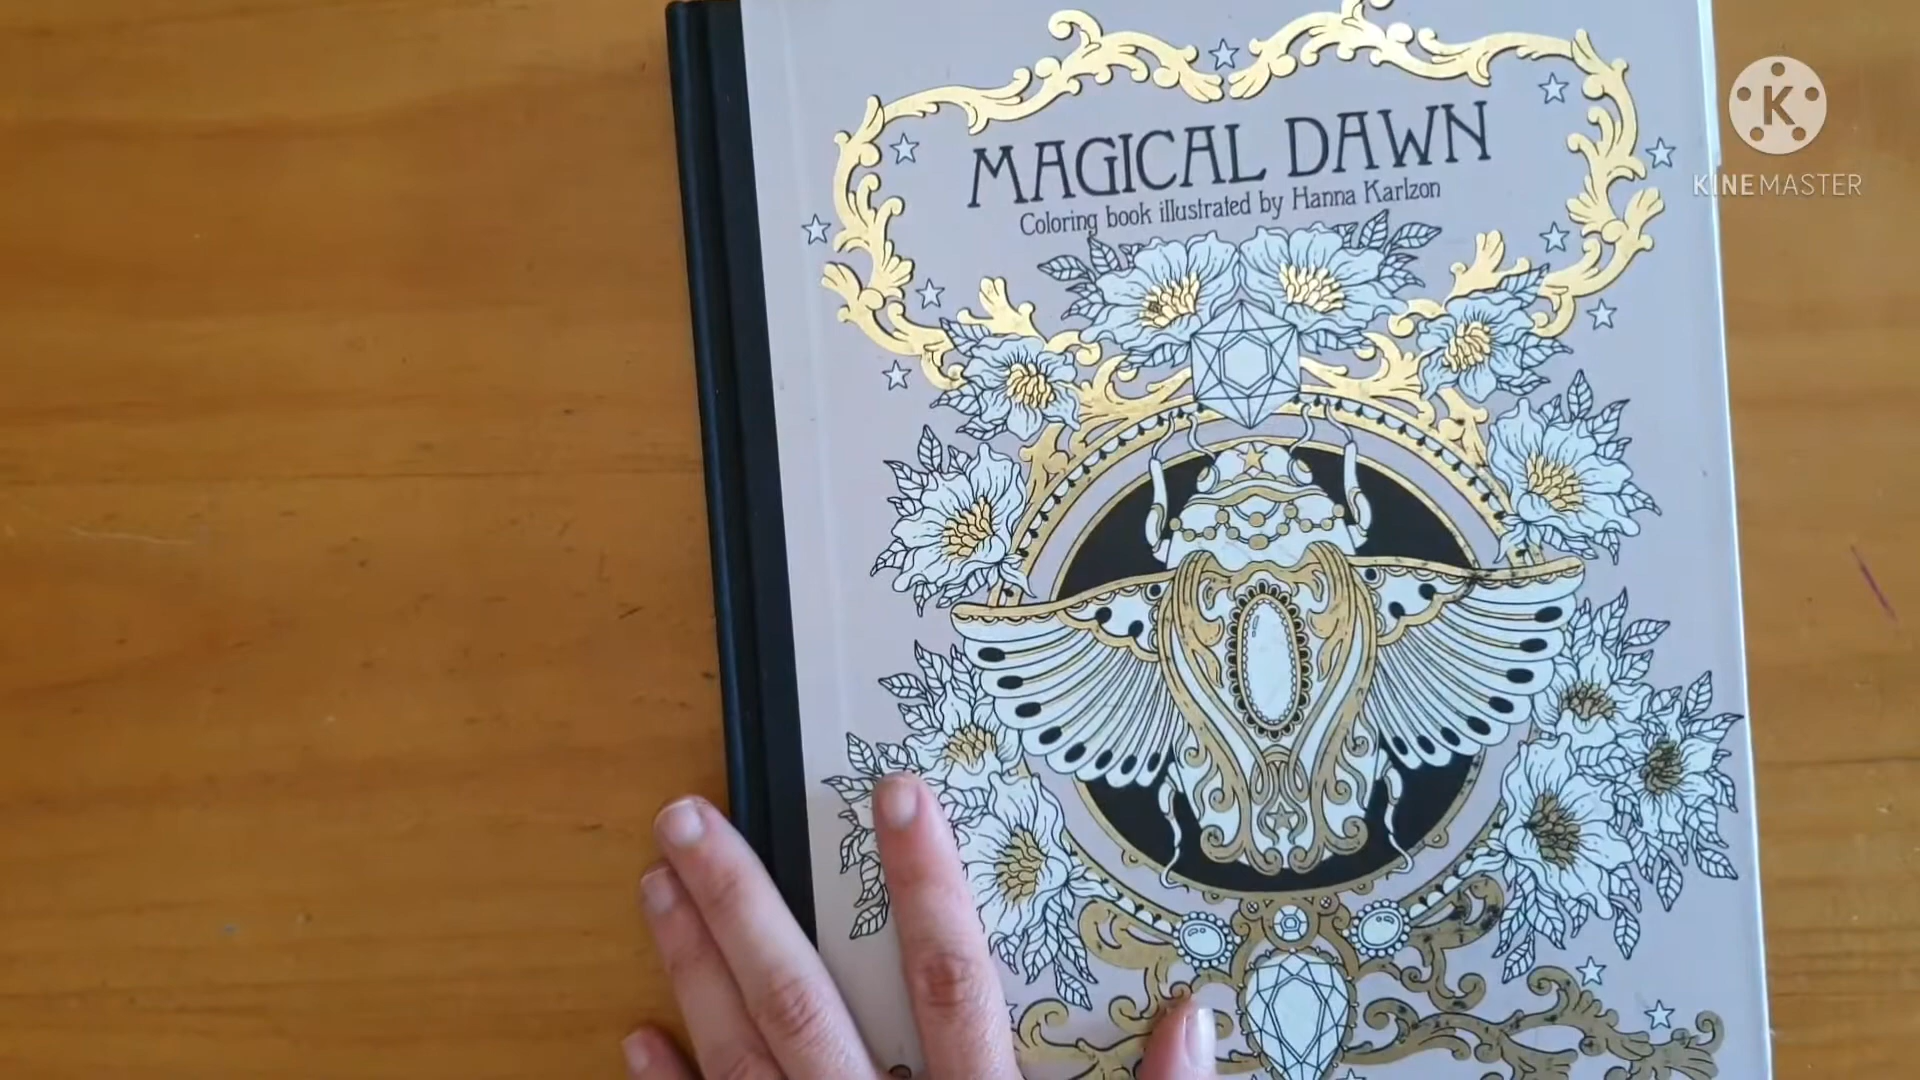 MAGICAL DAWN
Coloring book illustrated by Hanna Karlzon
K
KINEMASTER